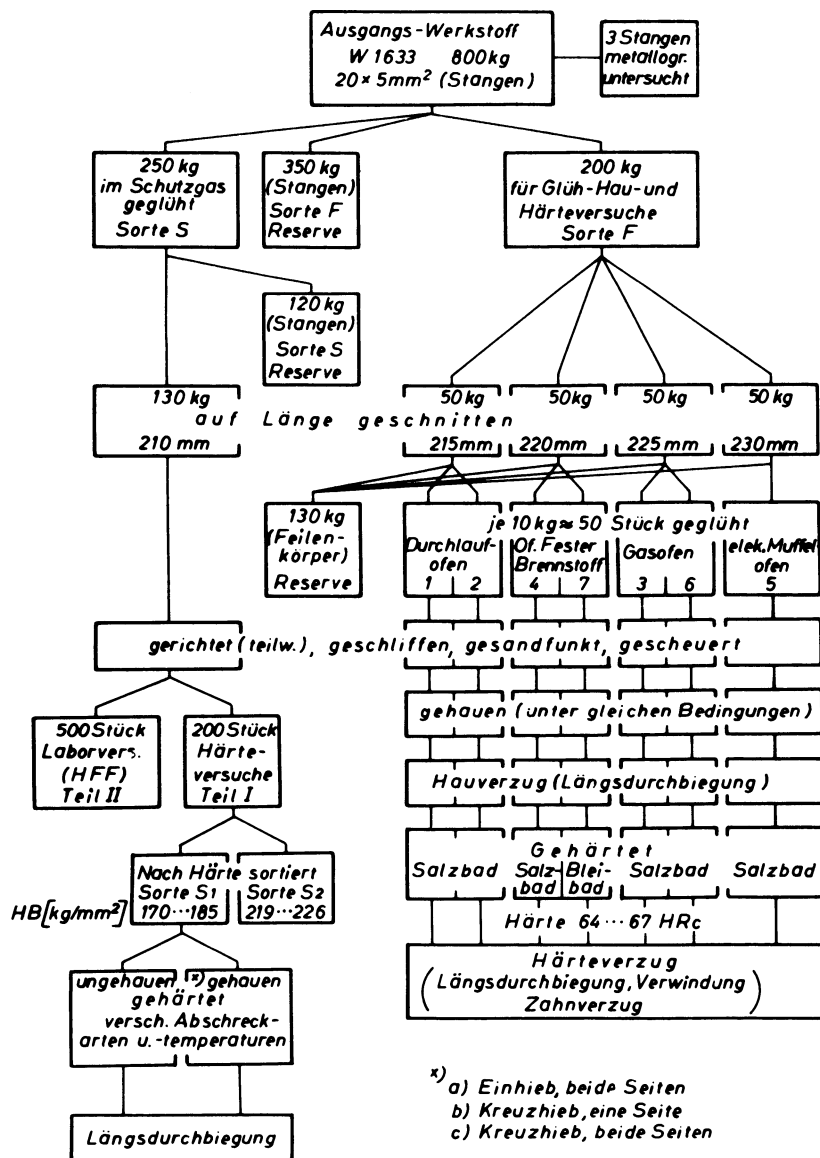 Ausgangs-Werkstoff
W 1633 800kg
20×5mm² (Stangen)
3 Stangen
metallogr.
untersucht
250 kg
im Schutzgas
geglüht
Sorte S
350 kg
(Stangen)
Sorte F
Reserve
200 kg
für Glüh-Hau-und
Härteversuche
Sorte F
120 kg
(Stangen)
Sorte S
Reserve
130 kg 50 kg 50 kg 50 kg 50 kg
auf Länge geschnitten
210 mm 215mm 220mm 225mm 230mm
130 kg
(Feilen-
körper)
Reserve
je 10 kg ≈ 50 Stück geglüht
Durchlauf-
ofen
1 2
Of. Fester
Brennstoff
4 7
Gasofen
3 6
elek. Muffel-
ofen
5
gerichtet (teilw.), geschliffen, gesandfunkt, gescheuert
500 Stück
Laborvers.
(HFF)
Teil II
200 Stück
Härte-
versuche
Teil I
gehauen (unter gleichen Bedingungen)
Hauverzug (Längsdurchbiegung)
Gehärtet
Salzbad
Salz-
bad
Blei-
bad
Salzbad
Salzbad
Nach Härte sortiert
Sorte S1 Sorte S2
HB [kg/mm²] 170...185 219...226
Härte 64...67 HRc
Härteverzug
(Längsdurchbiegung, Verwindung
Zahnverzug)
ungehauen x) gehauen
gehärtet
versch. Abschreck-
arten u.-temperaturen
Längsdurchbiegung
x)
a) Einhieb, beide Seiten
b) Kreuzhieb, eine Seite
c) Kreuzhieb, beide Seiten